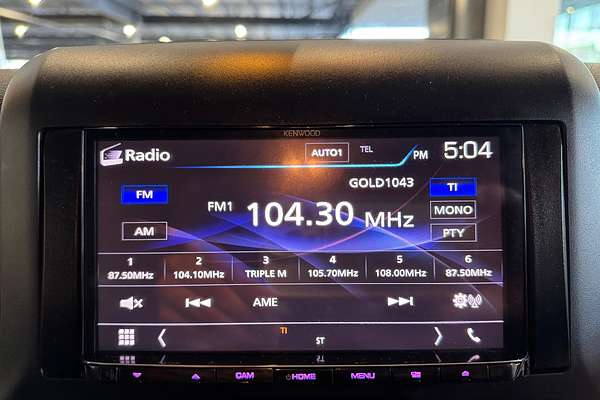 KENWOOD
Radio AUTO1 TEL PM 5:04
GOLD1043 TI
FM
FM1 104.30 MHz MONO
AM PTY
1 2 3 4 5 6
87.50MHz 104.10MHz TRIPLE M 105.70MHz 108.00MHz 87.50MHz
AME
TI
ST
CAM HOME MENU